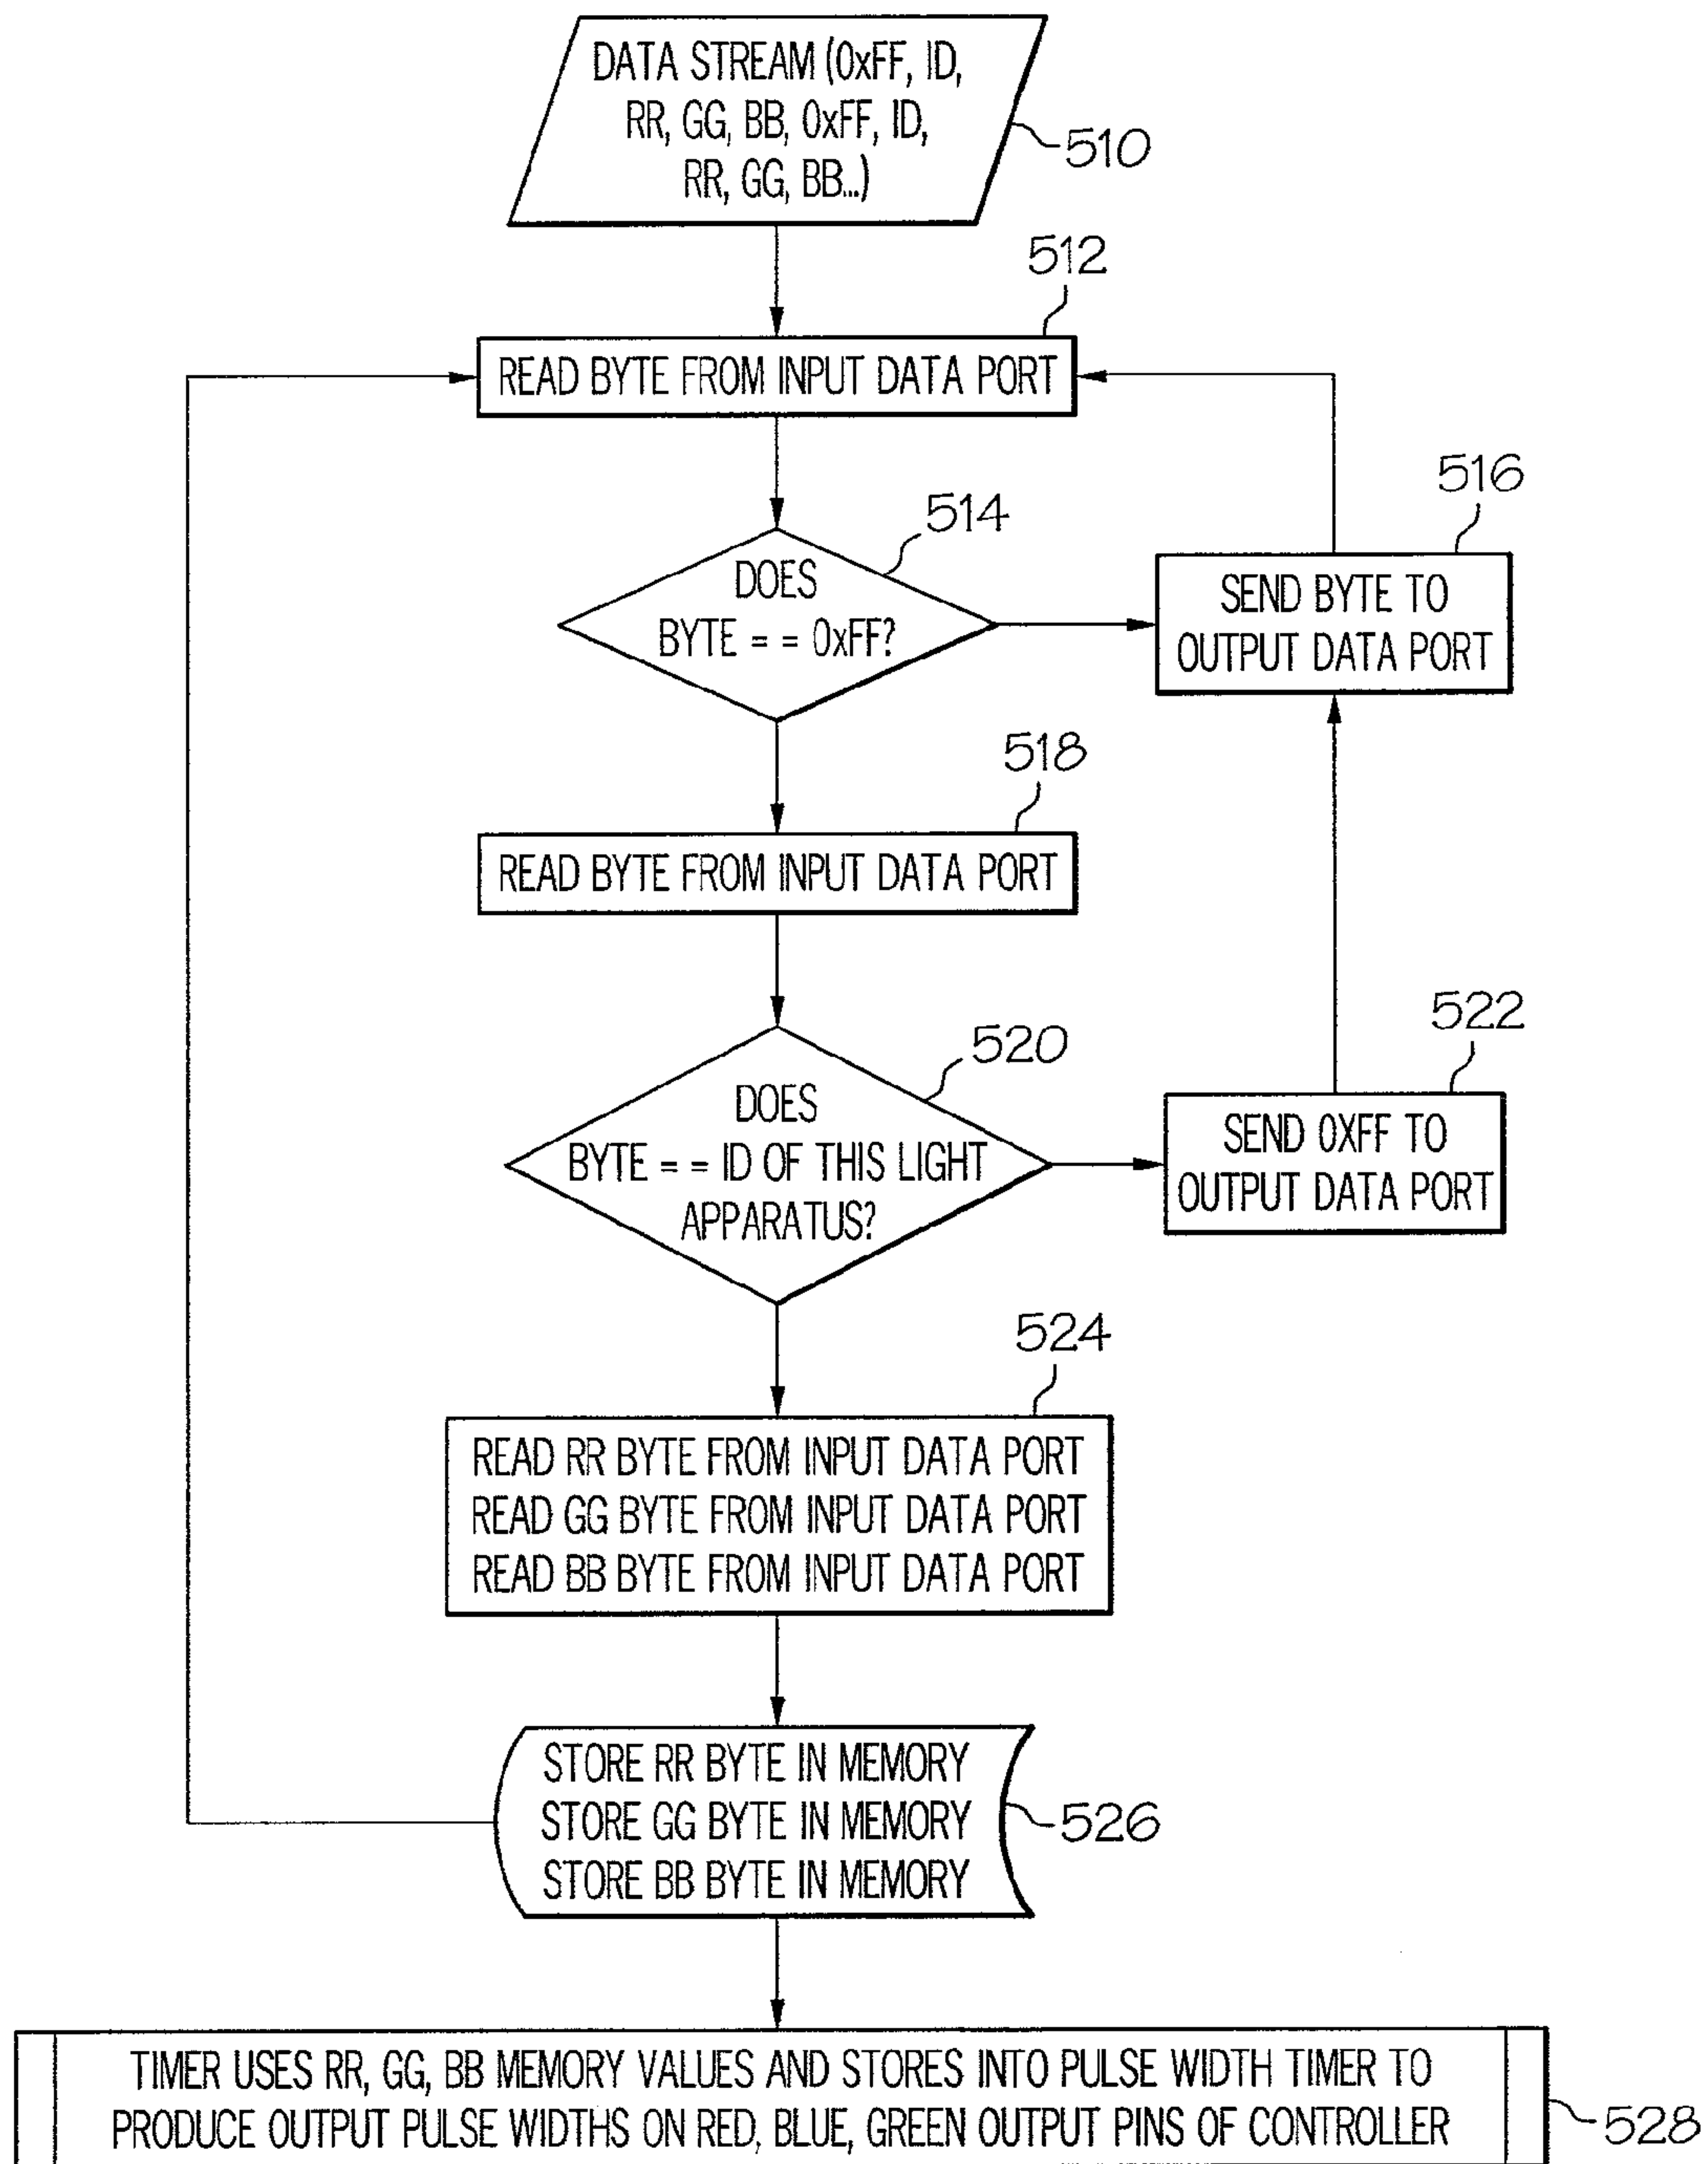 DATA STREAM (0xFF, ID,
RR, GG, BB, 0xFF, ID,
RR, GG, BB...)
510
512
READ BYTE FROM INPUT DATA PORT
514
DOES
BYTE = = 0xFF?
516
SEND BYTE TO
OUTPUT DATA PORT
518
READ BYTE FROM INPUT DATA PORT
520
DOES
BYTE = = ID OF THIS LIGHT
APPARATUS?
522
SEND 0XFF TO
OUTPUT DATA PORT
524
READ RR BYTE FROM INPUT DATA PORT
READ GG BYTE FROM INPUT DATA PORT
READ BB BYTE FROM INPUT DATA PORT
STORE RR BYTE IN MEMORY
STORE GG BYTE IN MEMORY
STORE BB BYTE IN MEMORY
526
TIMER USES RR, GG, BB MEMORY VALUES AND STORES INTO PULSE WIDTH TIMER TO
PRODUCE OUTPUT PULSE WIDTHS ON RED, BLUE, GREEN OUTPUT PINS OF CONTROLLER
528